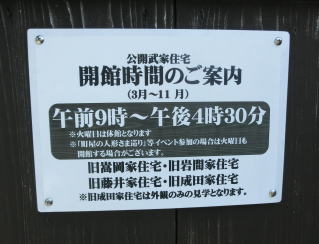 公開武家住宅
開館時間のご案内
(3月〜11月)
午前9時〜午後4時30分
※火曜日は休館となります
※「町屋の人形さま巡り」等イベント参加の場合は火曜日も
開館する場合がございます。
旧嵩岡家住宅・旧岩間家住宅
旧藤井家住宅・旧成田家住宅
※旧成田家住宅は外観のみの見学となります。